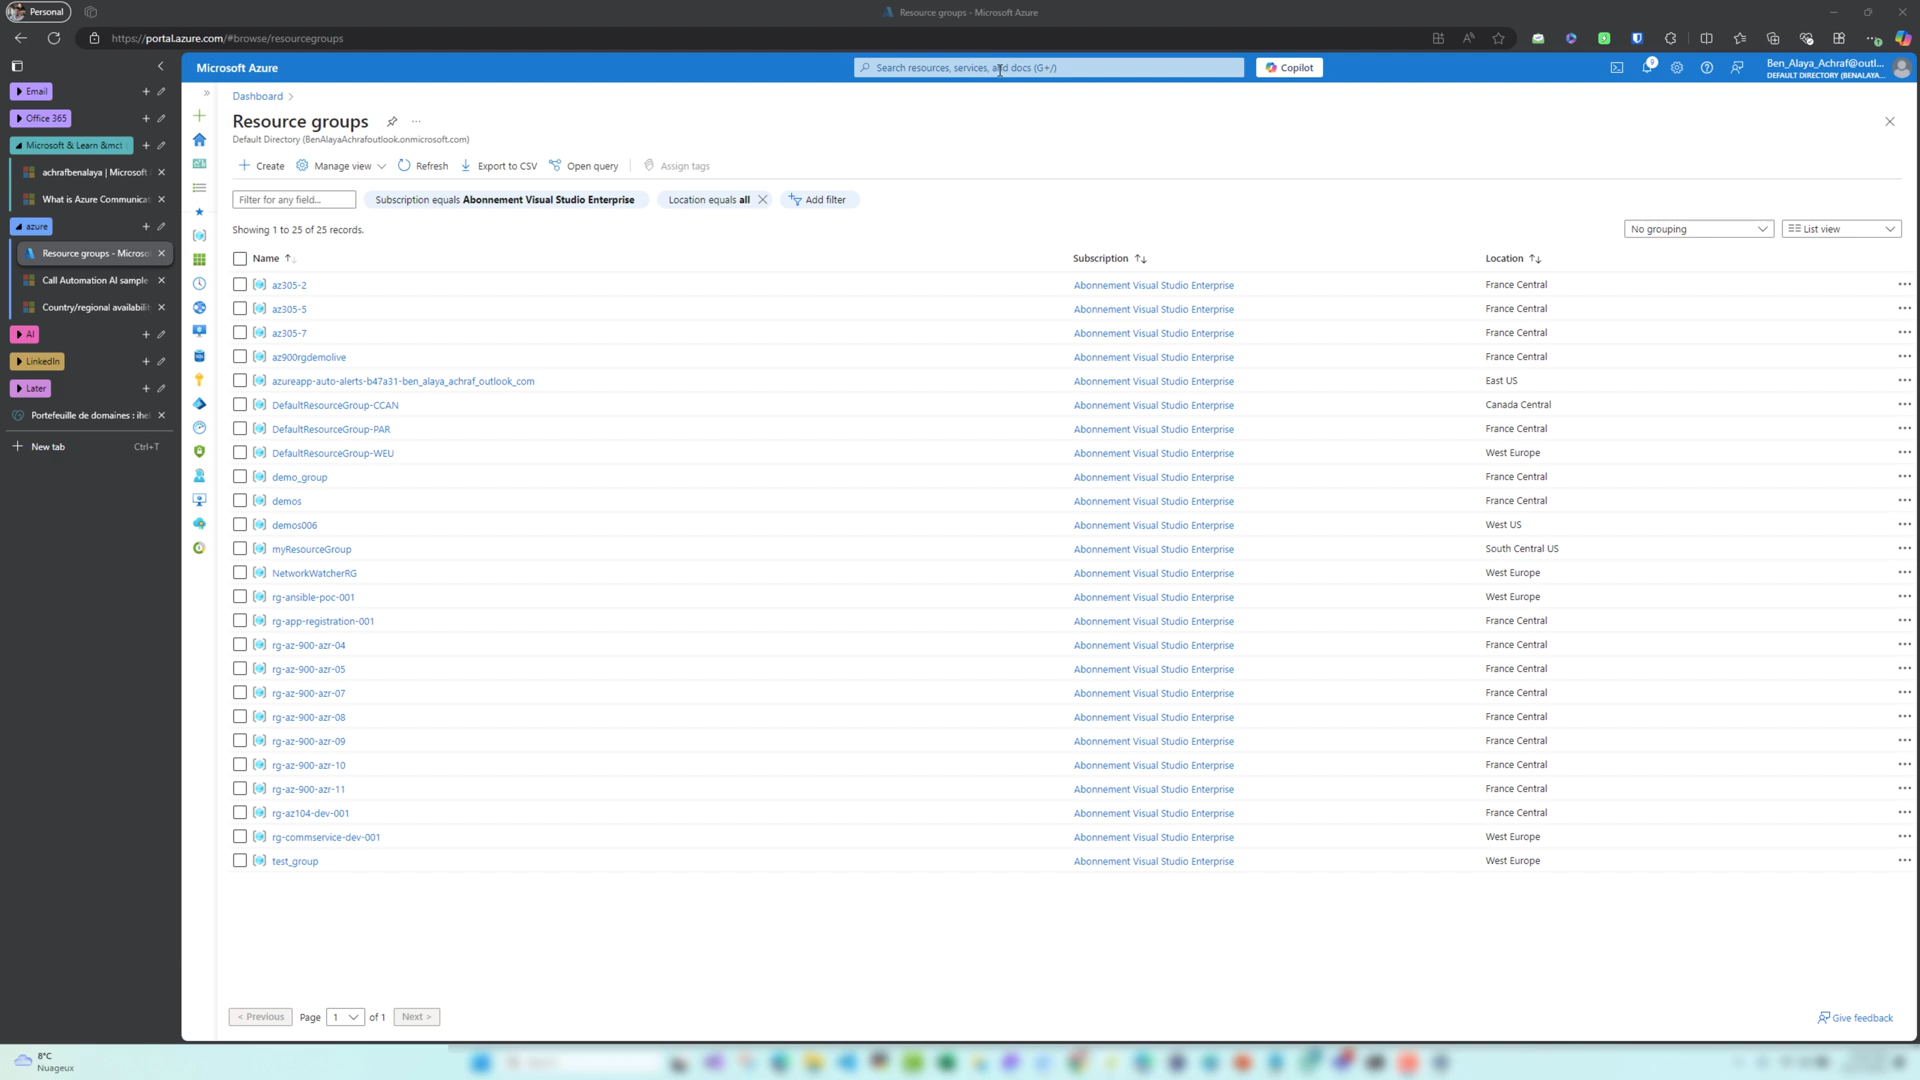 Personal
Resource groups - Microsoft Azure
https://portal.azure.com/#browse/resourcegroups
Microsoft Azure
Search resources, services, and docs (G+/)
Copilot
9
Ben_Alaya_Achraf@outl...
DEFAULT DIRECTORY (BENALAYA...
Email
Office 365
Microsoft & Learn &mct
achrafbenalaya | Microsoft
What is Azure Communicat
azure
Resource groups - Microso
Call Automation AI sample
Country/regional availabilit
AI
LinkedIn
Later
Portefeuille de domaines : ihe
New tab Ctrl+T
Dashboard
Resource groups
Default Directory (BenAlayaAchrafoutlook.onmicrosoft.com)
Create Manage view Refresh Export to CSV Open query Assign tags
Filter for any field... Subscription equals Abonnement Visual Studio Enterprise Location equals all Add filter
Showing 1 to 25 of 25 records.
No grouping List view
Name Subscription Location
az305-2 Abonnement Visual Studio Enterprise France Central
az305-5 Abonnement Visual Studio Enterprise France Central
az305-7 Abonnement Visual Studio Enterprise France Central
az900rgdemolive Abonnement Visual Studio Enterprise France Central
azureapp-auto-alerts-b47a31-ben_alaya_achraf_outlook_com Abonnement Visual Studio Enterprise East US
DefaultResourceGroup-CCAN Abonnement Visual Studio Enterprise Canada Central
DefaultResourceGroup-PAR Abonnement Visual Studio Enterprise France Central
DefaultResourceGroup-WEU Abonnement Visual Studio Enterprise West Europe
demo_group Abonnement Visual Studio Enterprise France Central
demos Abonnement Visual Studio Enterprise France Central
demos006 Abonnement Visual Studio Enterprise West US
myResourceGroup Abonnement Visual Studio Enterprise South Central US
NetworkWatcherRG Abonnement Visual Studio Enterprise West Europe
rg-ansible-poc-001 Abonnement Visual Studio Enterprise West Europe
rg-app-registration-001 Abonnement Visual Studio Enterprise France Central
rg-az-900-azr-04 Abonnement Visual Studio Enterprise France Central
rg-az-900-azr-05 Abonnement Visual Studio Enterprise France Central
rg-az-900-azr-07 Abonnement Visual Studio Enterprise France Central
rg-az-900-azr-08 Abonnement Visual Studio Enterprise France Central
rg-az-900-azr-09 Abonnement Visual Studio Enterprise France Central
rg-az-900-azr-10 Abonnement Visual Studio Enterprise France Central
rg-az-900-azr-11 Abonnement Visual Studio Enterprise France Central
rg-az104-dev-001 Abonnement Visual Studio Enterprise France Central
rg-commservice-dev-001 Abonnement Visual Studio Enterprise West Europe
test_group Abonnement Visual Studio Enterprise West Europe
< Previous Page 1 of 1 Next >
Give feedback
8°C
Nuageux